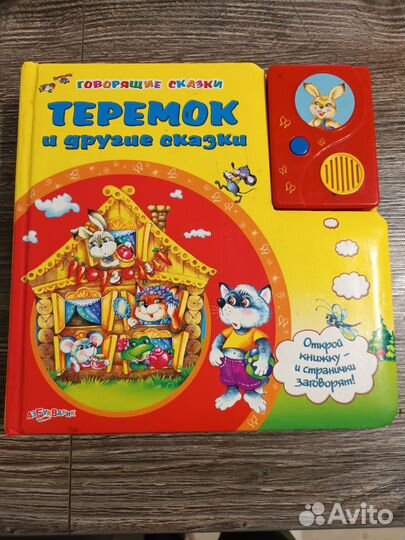 ГОВОРЯЩИЕ СКАЗКИ
ТЕРЕМОК
и другие сказки
Открой
книжку -
и странички
заговорят!
АЗБУКВАРИК
Avito